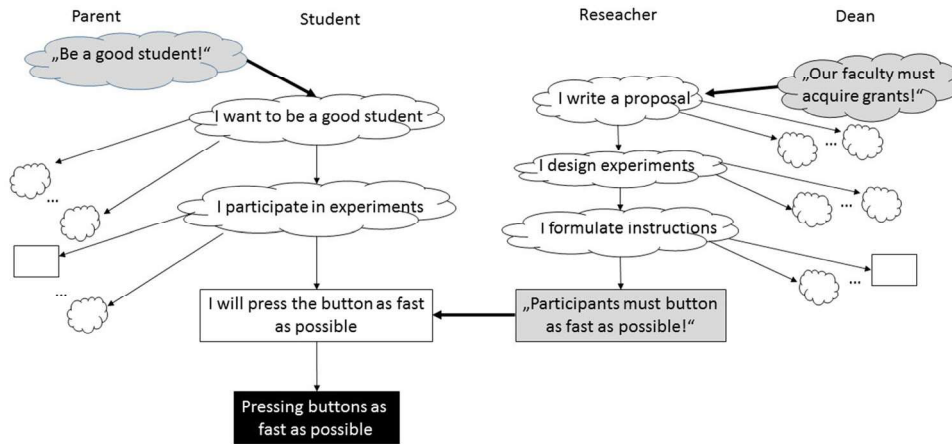 Parent
Student
Reseacher
Dean
„Be a good student!“
I want to be a good student
...
I participate in experiments
...
I will press the button as fast
as possible
Pressing buttons as
fast as possible
„Our faculty must
acquire grants!“
I write a proposal
...
I design experiments
...
I formulate instructions
...
„Participants must button
as fast as possible!“